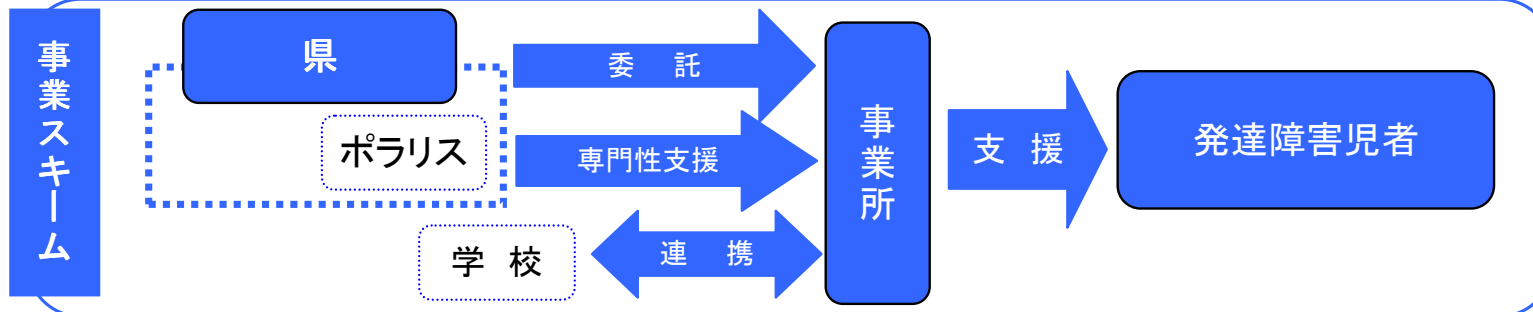 事業スキーム
県
委 託
ポラリス
専門性支援
学 校
連 携
事業所
支 援
発達障害児者